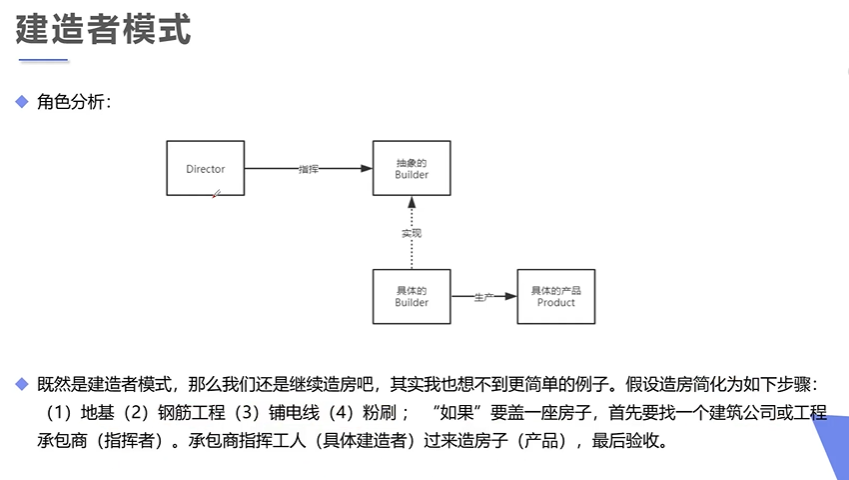 建造者模式
角色分析：
Director
指挥
抽象的
Builder
实现
具体的
Builder
生产
具体的产品
Product
既然是建造者模式，那么我们还是继续造房吧，其实我也想不到更简单的例子。假设造房简化为如下步骤：
（1）地基（2）钢筋工程（3）铺电线（4）粉刷； “如果”要盖一座房子，首先要找一个建筑公司或工程
承包商（指挥者）。承包商指挥工人（具体建造者）过来造房子（产品），最后验收。